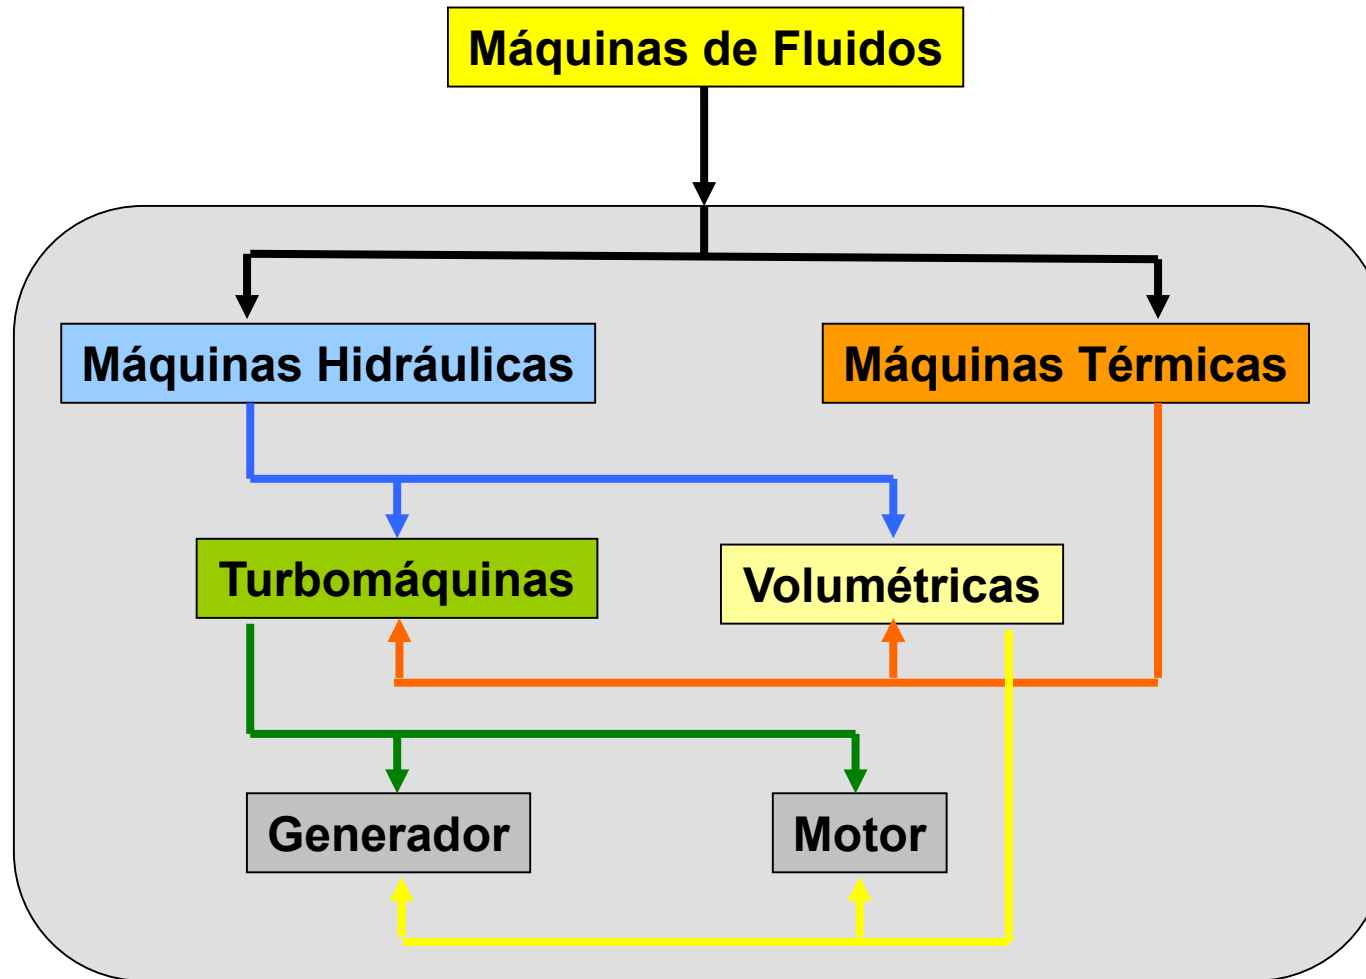 Máquinas de Fluidos
Máquinas Hidráulicas
Máquinas Térmicas
Turbomáquinas
Volumétricas
Generador
Motor